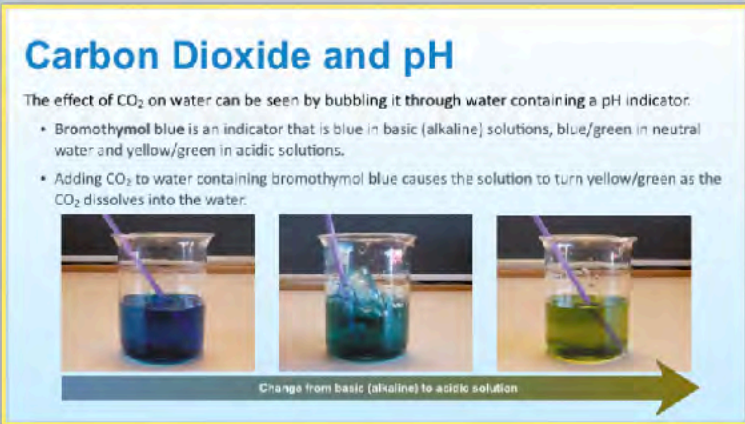 Carbon Dioxide and pH
The effect of CO₂ on water can be seen by bubbling it through water containing a pH indicator.
• Bromothymol blue is an indicator that is blue in basic (alkaline) solutions, blue/green in neutral
water and yellow/green in acidic solutions.
• Adding CO₂ to water containing bromothymol blue causes the solution to turn yellow/green as the
CO₂ dissolves into the water.
Change from basic (alkaline) to acidic solution